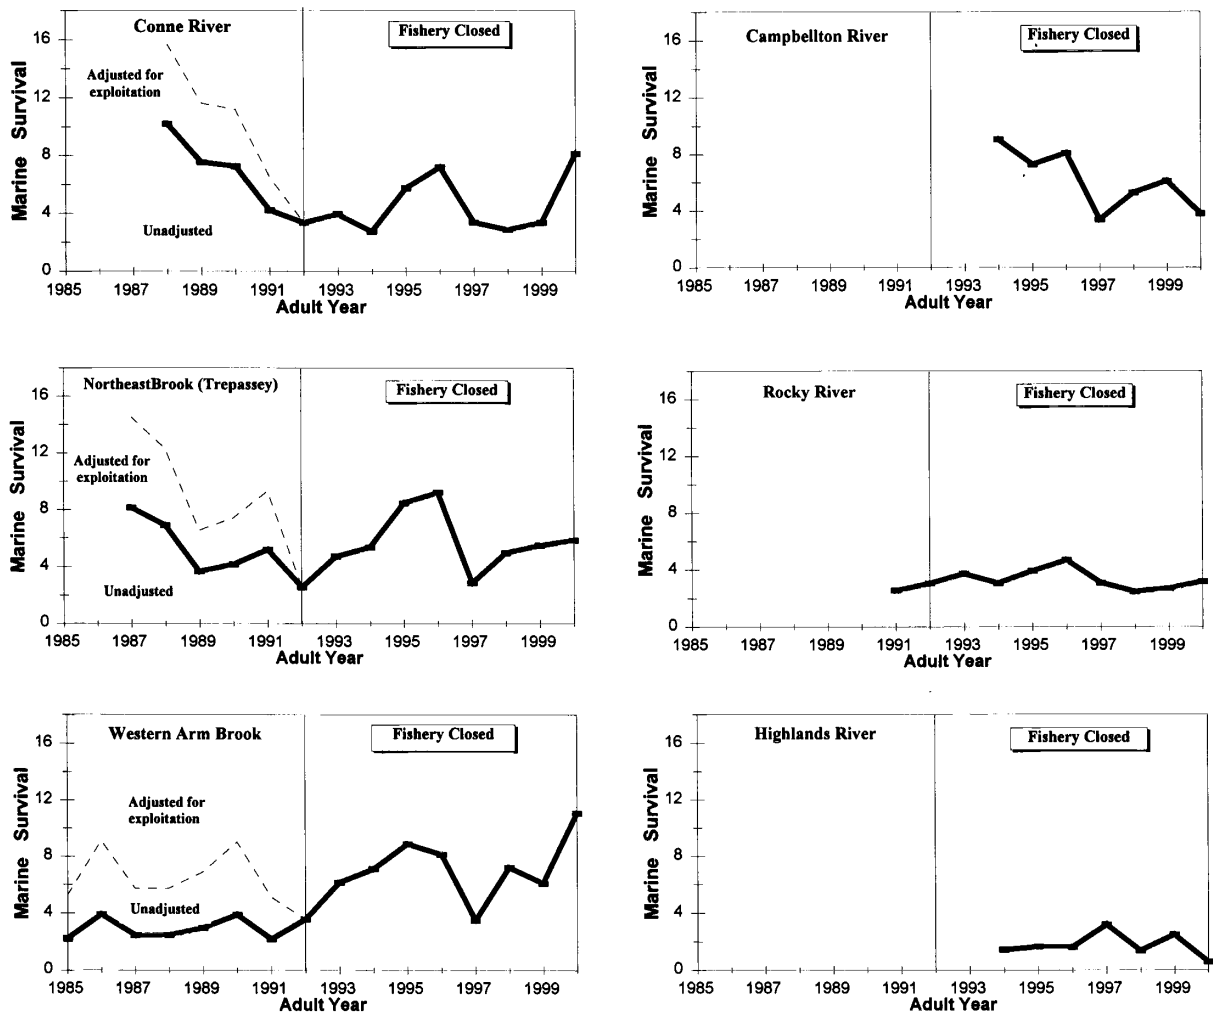 Conne River
Fishery Closed
Adjusted for
exploitation
Unadjusted
Marine Survival
16
12
8
4
0
1985 1987 1989 1991 1993 1995 1997 1999
Adult Year
Campbellton River
Fishery Closed
Marine Survival
16
12
8
4
0
1985 1987 1989 1991 1993 1995 1997 1999
Adult Year
NortheastBrook (Trepassey)
Fishery Closed
Adjusted for
exploitation
Unadjusted
Marine Survival
16
12
8
4
0
1985 1987 1989 1991 1993 1995 1997 1999
Adult Year
Rocky River
Fishery Closed
Marine Survival
16
12
8
4
0
1985 1987 1989 1991 1993 1995 1997 1999
Adult Year
Western Arm Brook
Fishery Closed
Adjusted for
exploitation
Unadjusted
Marine Survival
16
12
8
4
0
1985 1987 1989 1991 1993 1995 1997 1999
Adult Year
Highlands River
Fishery Closed
Marine Survival
16
12
8
4
0
1985 1987 1989 1991 1993 1995 1997 1999
Adult Year